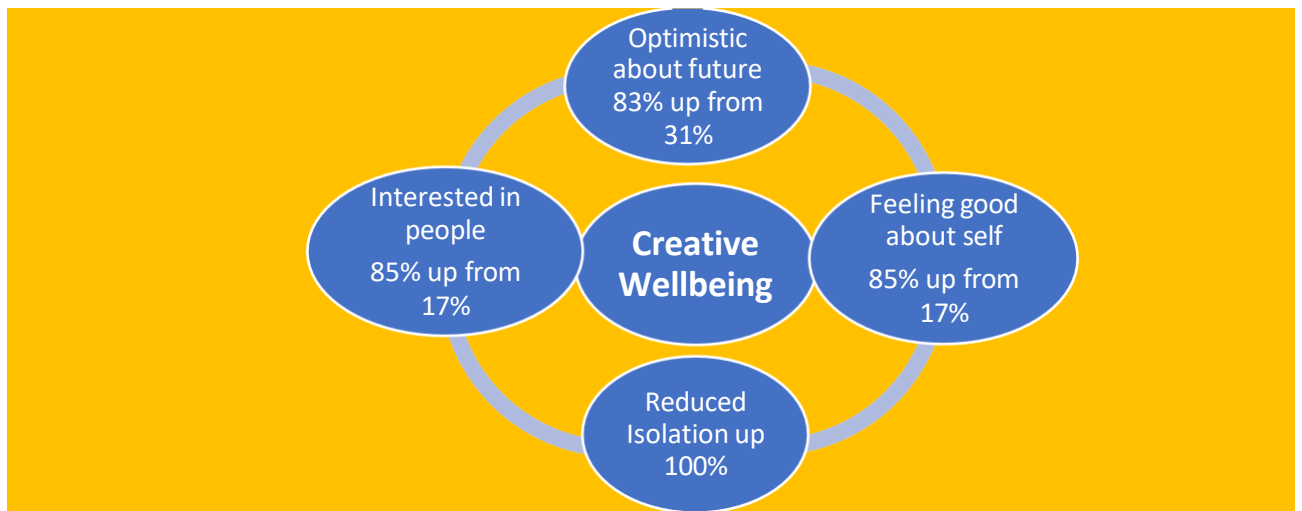 Optimistic
about future
83% up from
31%
Interested in
people
85% up from
17%
Creative
Wellbeing
Feeling good
about self
85% up from
17%
Reduced
Isolation up
100%